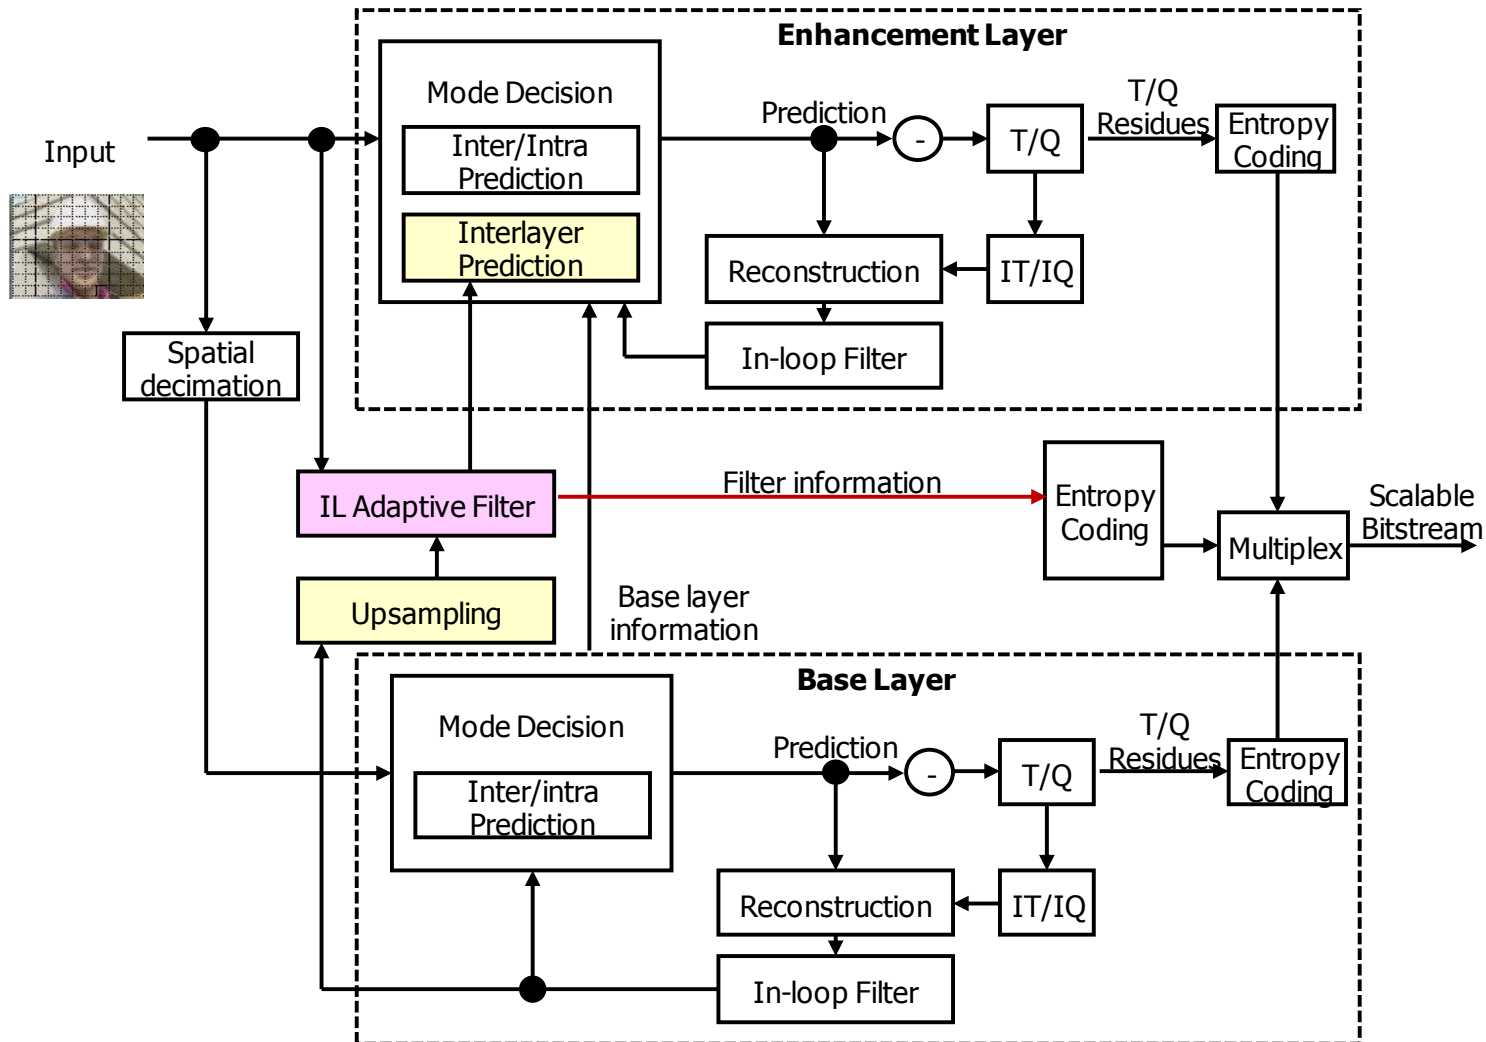 Enhancement Layer
Mode Decision
Inter/Intra
Prediction
Interlayer
Prediction
Prediction
-
T/Q
T/Q
Residues
Entropy
Coding
Input
Reconstruction
IT/IQ
In-loop Filter
Spatial
decimation
IL Adaptive Filter
Filter information
Entropy
Coding
Multiplex
Scalable
Bitstream
Upsampling
Base layer
information
Base Layer
Mode Decision
Inter/intra
Prediction
Prediction
-
T/Q
T/Q
Residues
Entropy
Coding
Reconstruction
IT/IQ
In-loop Filter